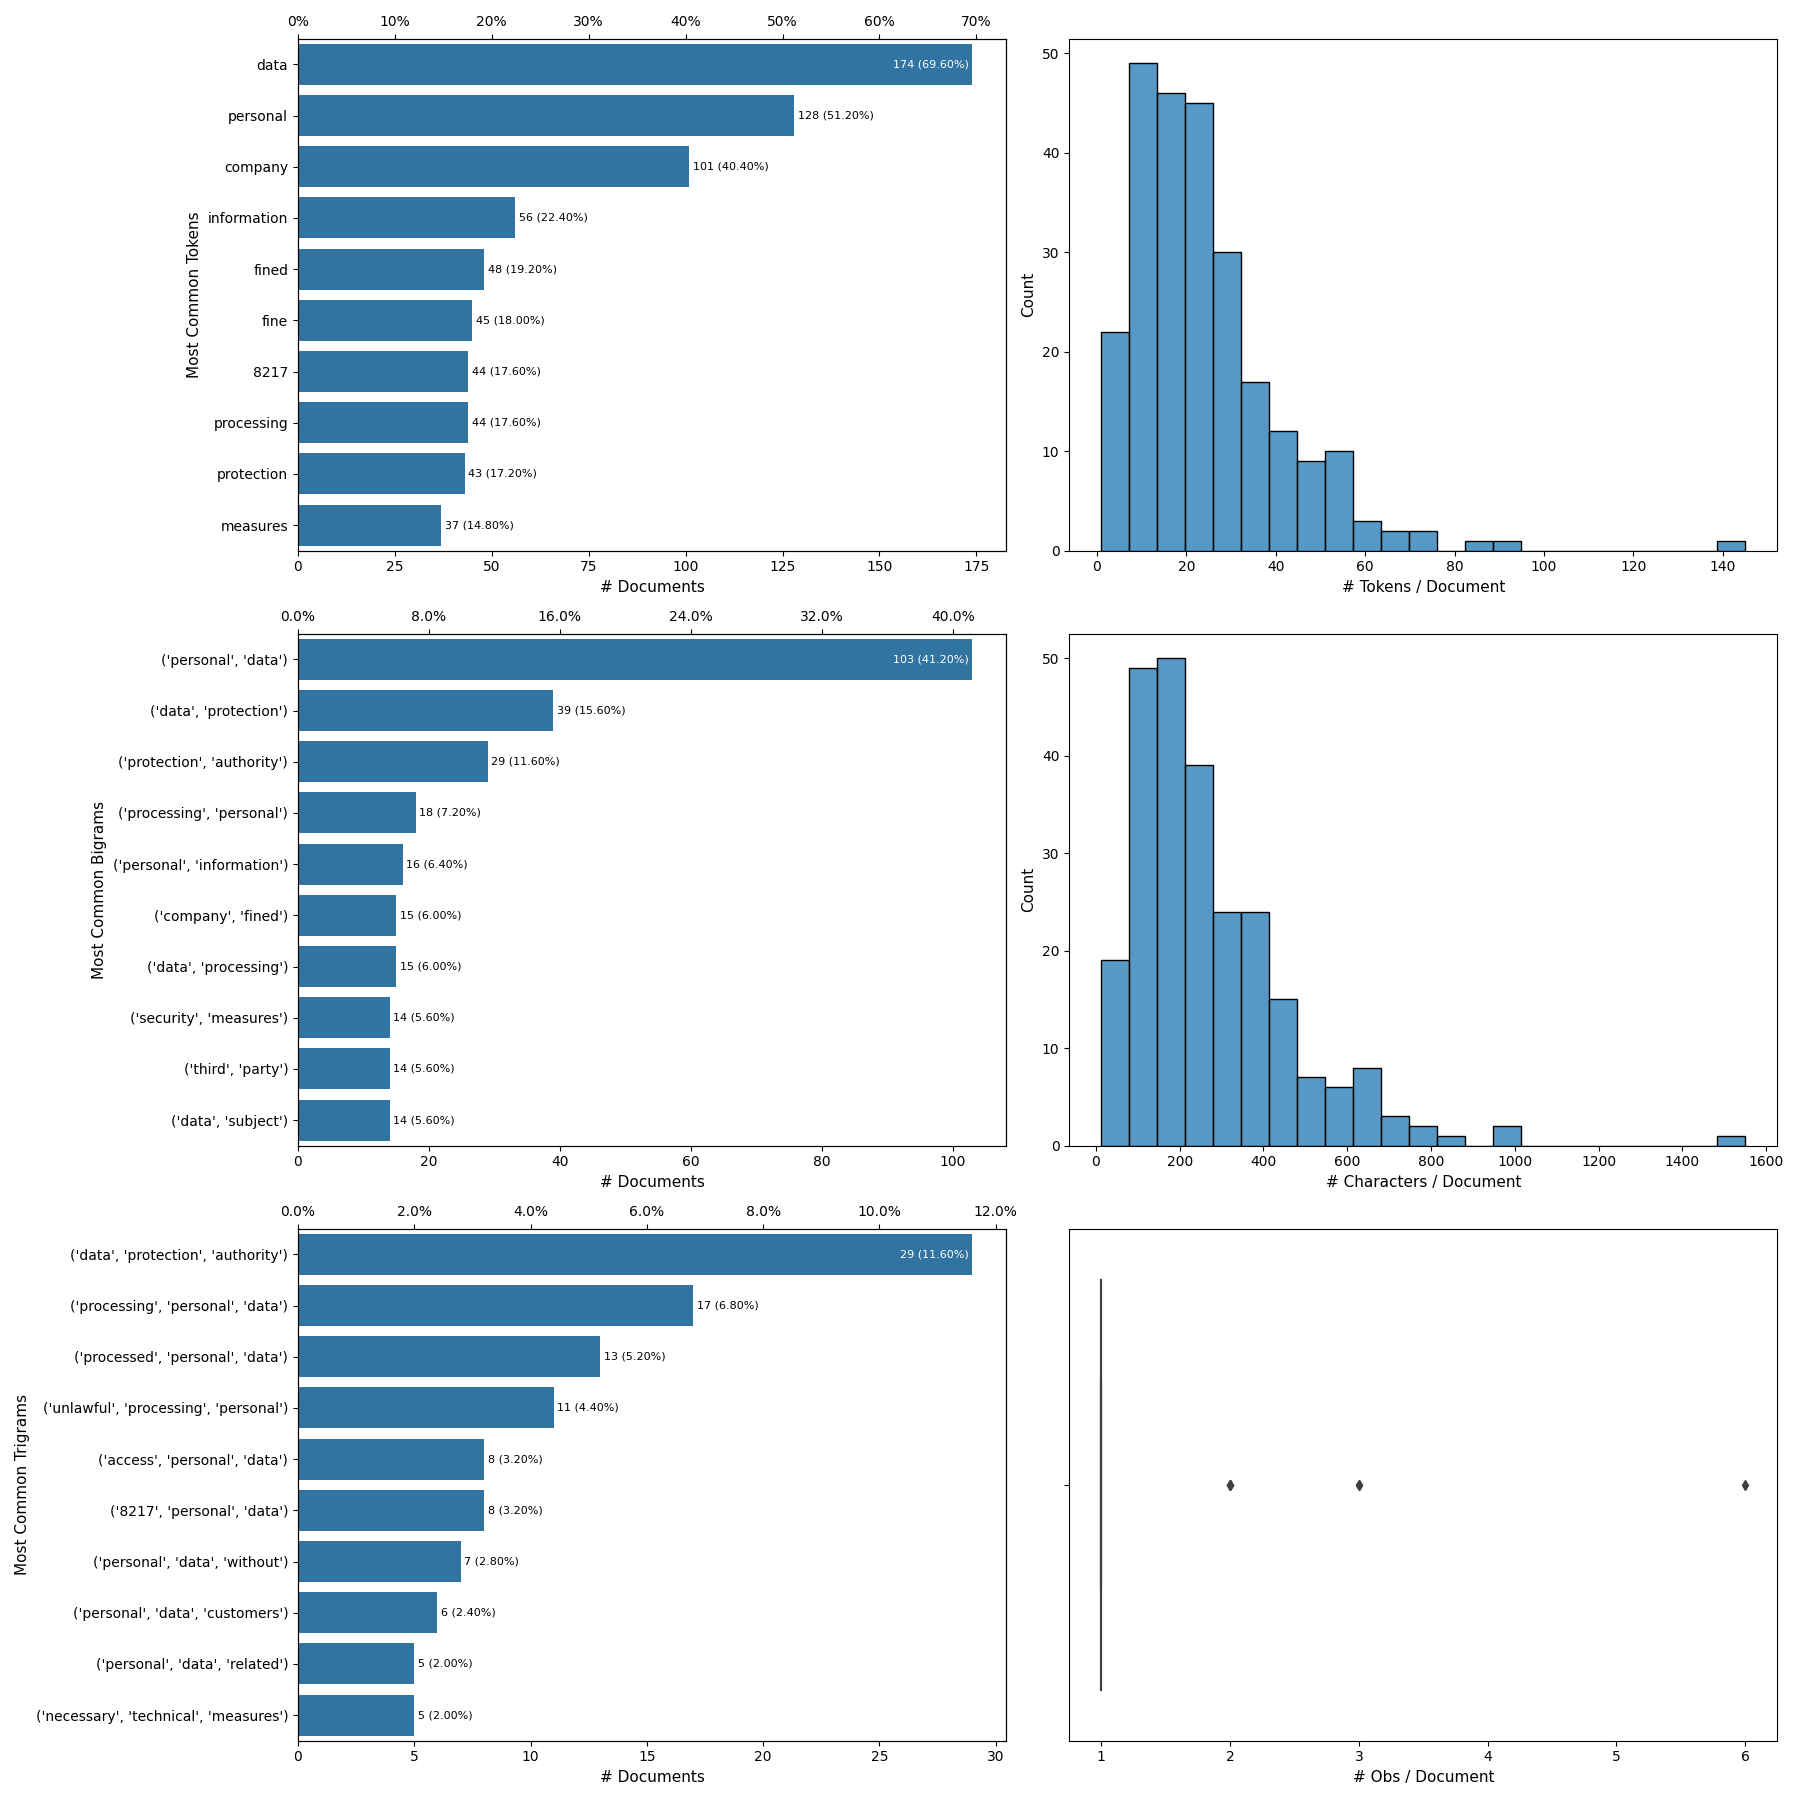 0% 10% 20% 30% 40% 50% 60% 70%
Most Common Tokens
data 174 (69.60%)
personal 128 (51.20%)
company 101 (40.40%)
information 56 (22.40%)
fined 48 (19.20%)
fine 45 (18.00%)
8217 44 (17.60%)
processing 44 (17.60%)
protection 43 (17.20%)
measures 37 (14.80%)
0 25 50 75 100 125 150 175
# Documents
Count
50
40
30
20
10
0
0 20 40 60 80 100 120 140
# Tokens / Document
0.0% 8.0% 16.0% 24.0% 32.0% 40.0%
Most Common Bigrams
('personal', 'data') 103 (41.20%)
('data', 'protection') 39 (15.60%)
('protection', 'authority') 29 (11.60%)
('processing', 'personal') 18 (7.20%)
('personal', 'information') 16 (6.40%)
('company', 'fined') 15 (6.00%)
('data', 'processing') 15 (6.00%)
('security', 'measures') 14 (5.60%)
('third', 'party') 14 (5.60%)
('data', 'subject') 14 (5.60%)
0 20 40 60 80 100
# Documents
Count
50
40
30
20
10
0
0 200 400 600 800 1000 1200 1400 1600
# Characters / Document
0.0% 2.0% 4.0% 6.0% 8.0% 10.0% 12.0%
Most Common Trigrams
('data', 'protection', 'authority') 29 (11.60%)
('processing', 'personal', 'data') 17 (6.80%)
('processed', 'personal', 'data') 13 (5.20%)
('unlawful', 'processing', 'personal') 11 (4.40%)
('access', 'personal', 'data') 8 (3.20%)
('8217', 'personal', 'data') 8 (3.20%)
('personal', 'data', 'without') 7 (2.80%)
('personal', 'data', 'customers') 6 (2.40%)
('personal', 'data', 'related') 5 (2.00%)
('necessary', 'technical', 'measures') 5 (2.00%)
0 5 10 15 20 25 30
# Documents
1 2 3 4 5 6
# Obs / Document